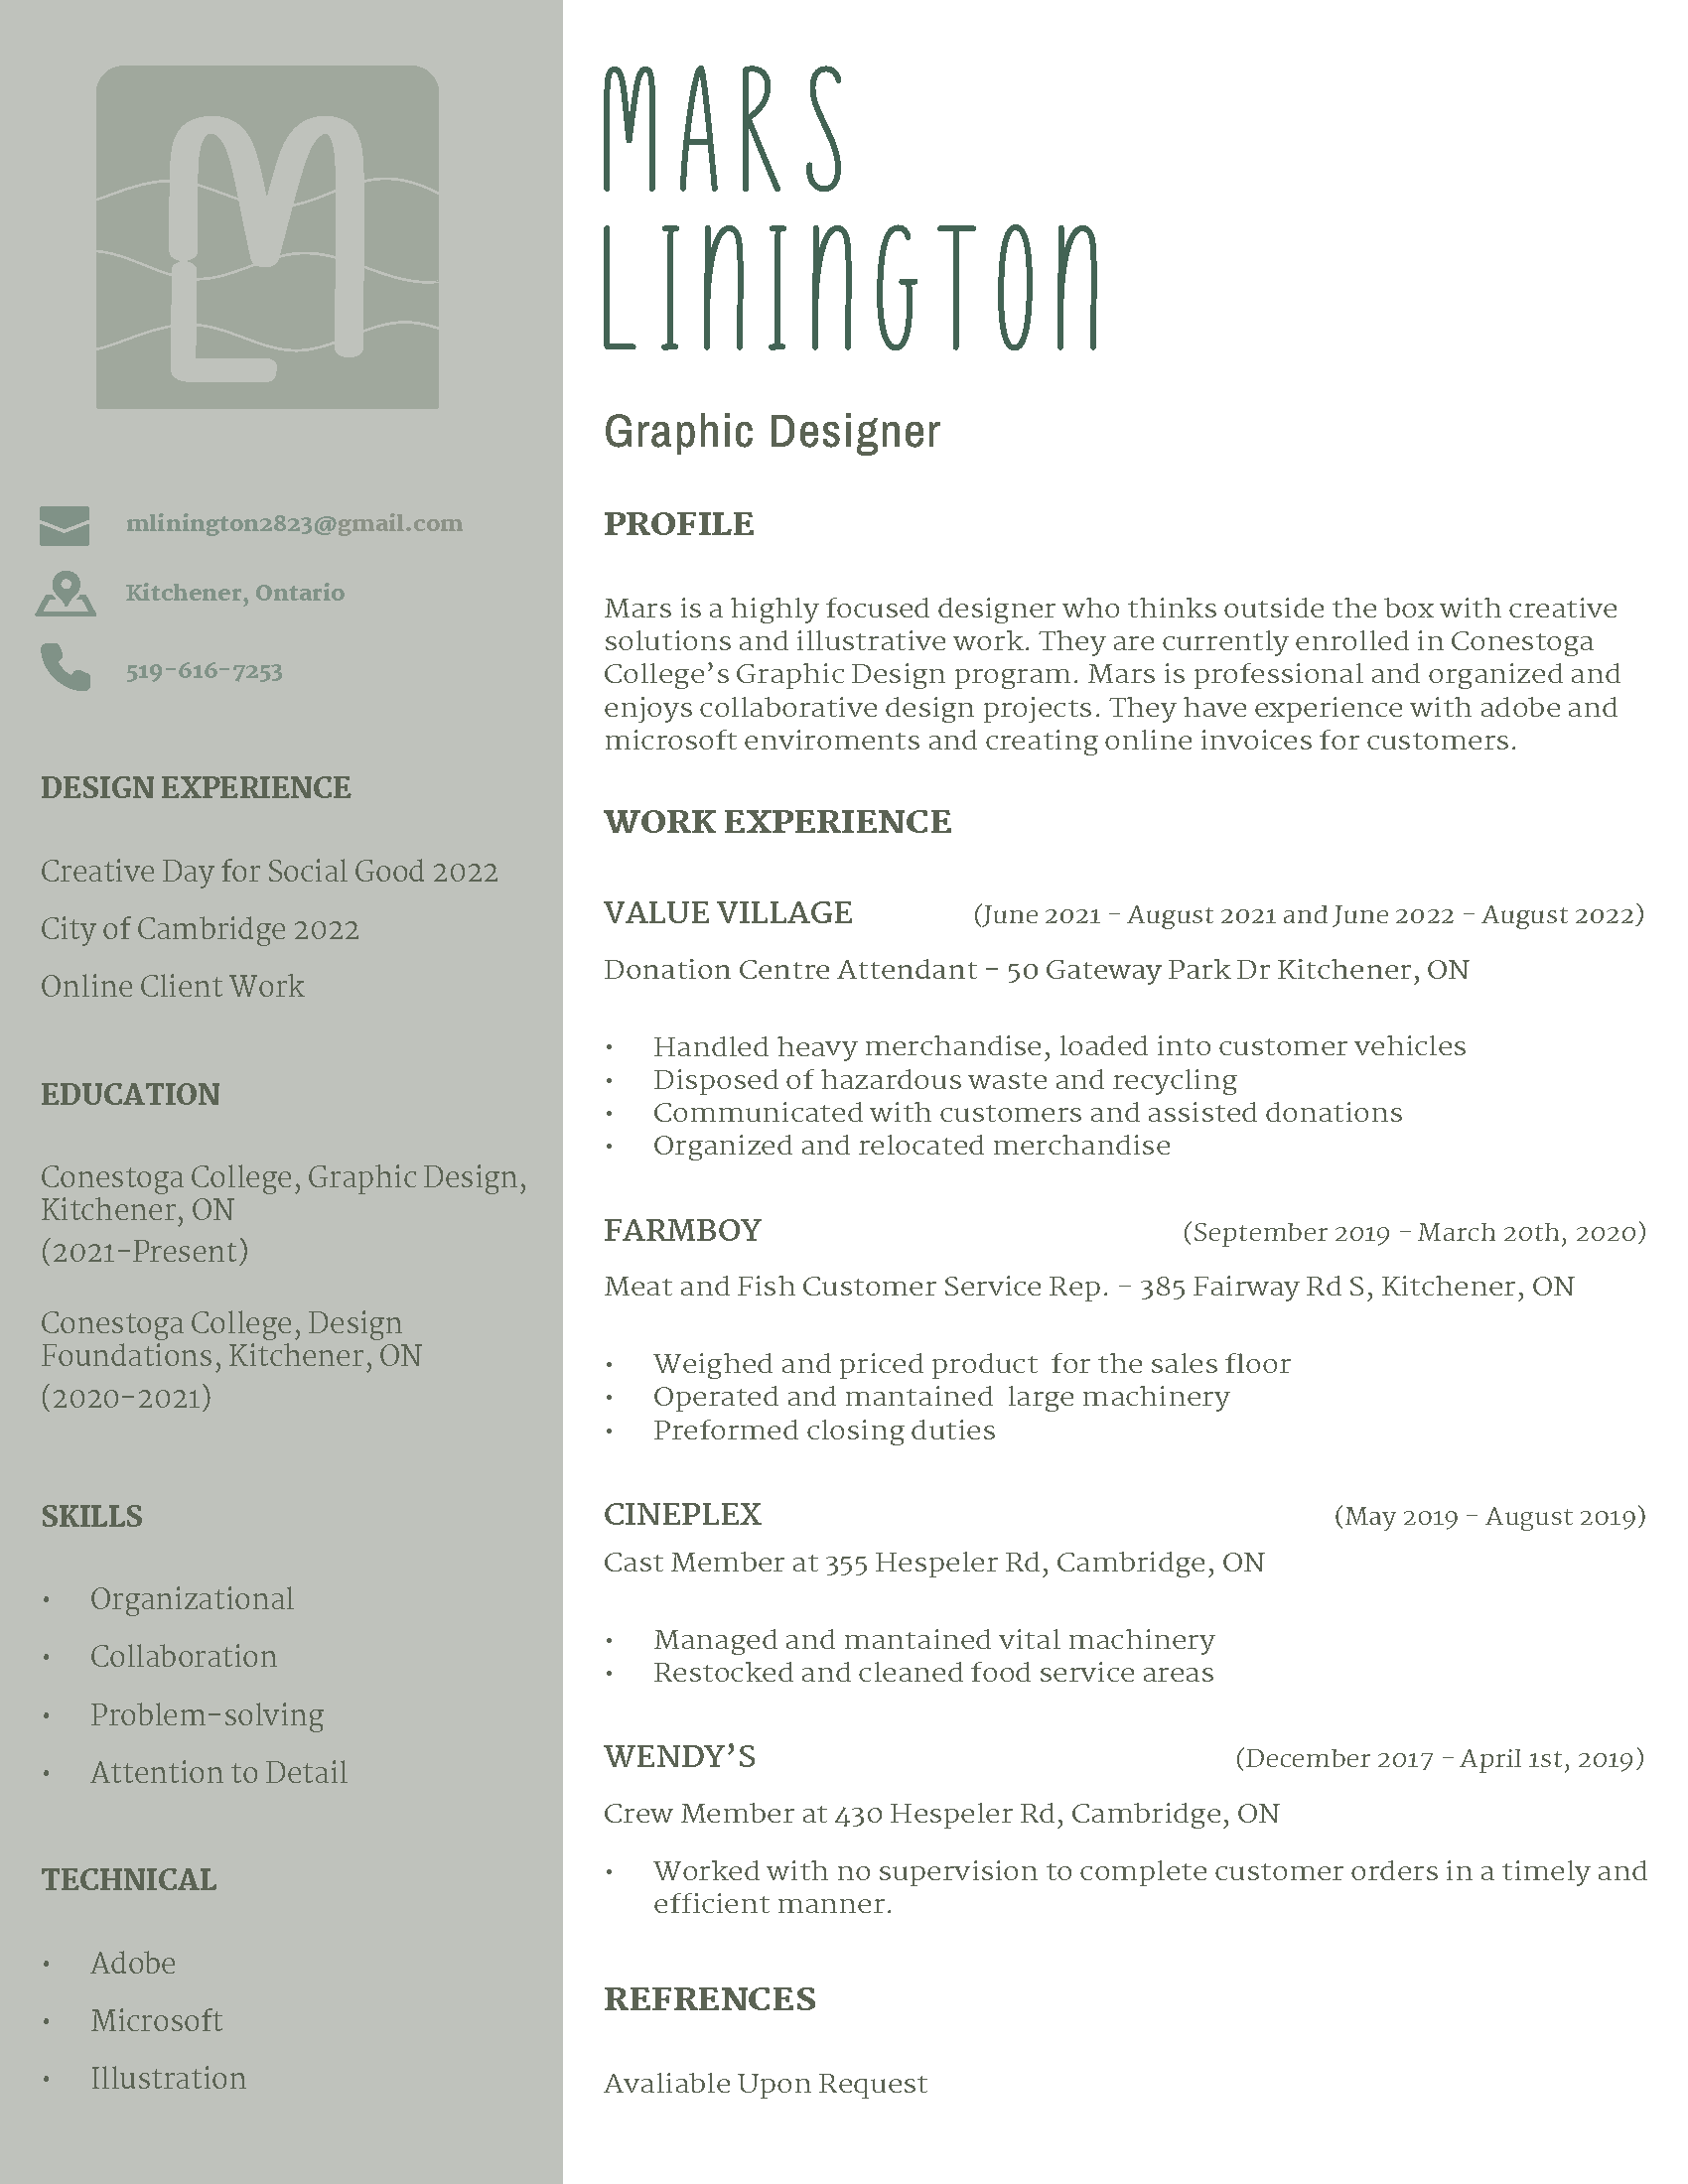 ML
mlinington2823@gmail.com
Kitchener, Ontario
519-616-7253
DESIGN EXPERIENCE
Creative Day for Social Good 2022
City of Cambridge 2022
Online Client Work
EDUCATION
Conestoga College, Graphic Design,
Kitchener, ON
(2021-Present)
Conestoga College, Design
Foundations, Kitchener, ON
(2020-2021)
SKILLS
• Organizational
• Collaboration
• Problem-solving
• Attention to Detail
TECHNICAL
• Adobe
• Microsoft
• Illustration
MARS
LININGTON
Graphic Designer
PROFILE
Mars is a highly focused designer who thinks outside the box with creative
solutions and illustrative work. They are currently enrolled in Conestoga
College’s Graphic Design program. Mars is professional and organized and
enjoys collaborative design projects. They have experience with adobe and
microsoft enviroments and creating online invoices for customers.
WORK EXPERIENCE
VALUE VILLAGE (June 2021 - August 2021 and June 2022 - August 2022)
Donation Centre Attendant - 50 Gateway Park Dr Kitchener, ON
• Handled heavy merchandise, loaded into customer vehicles
• Disposed of hazardous waste and recycling
• Communicated with customers and assisted donations
• Organized and relocated merchandise
FARMBOY (September 2019 - March 20th, 2020)
Meat and Fish Customer Service Rep. - 385 Fairway Rd S, Kitchener, ON
• Weighed and priced product for the sales floor
• Operated and mantained large machinery
• Preformed closing duties
CINEPLEX (May 2019 - August 2019)
Cast Member at 355 Hespeler Rd, Cambridge, ON
• Managed and mantained vital machinery
• Restocked and cleaned food service areas
WENDY’S (December 2017 - April 1st, 2019)
Crew Member at 430 Hespeler Rd, Cambridge, ON
• Worked with no supervision to complete customer orders in a timely and
efficient manner.
REFRENCES
Avaliable Upon Request